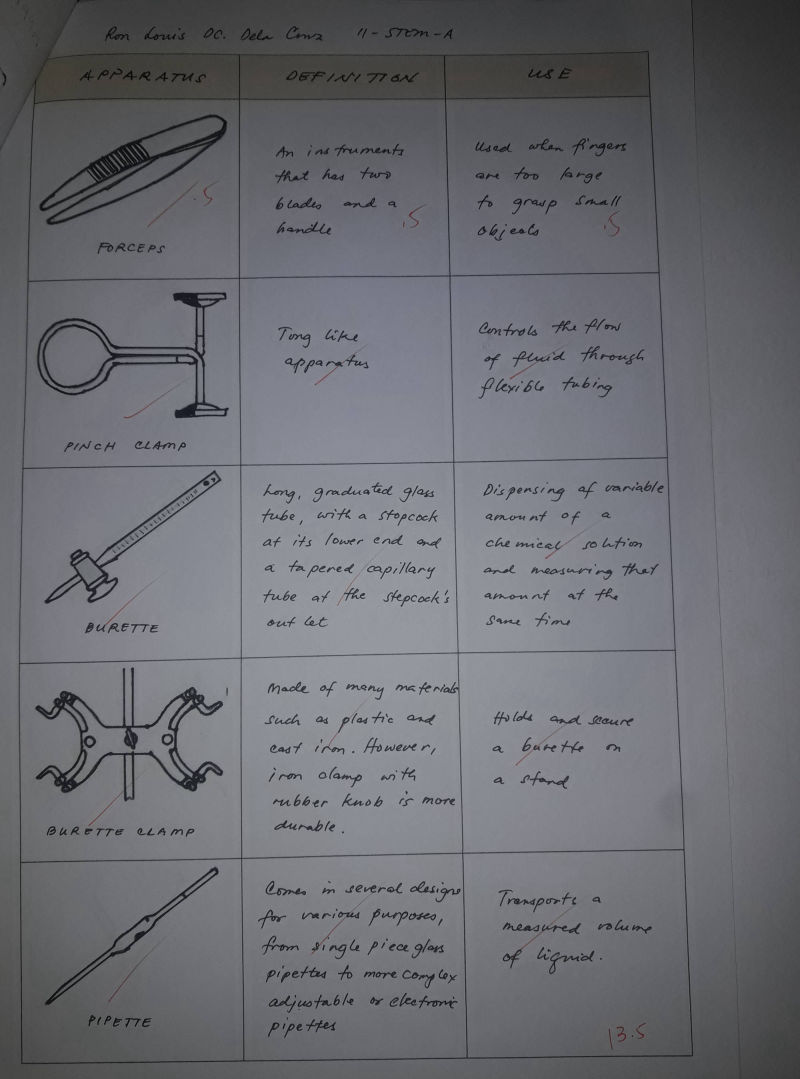 Ron Louis DC. Dela Cruz 11-STEM-A
APPARATUS DEFINITION USE
FORCEPS
.5
An instruments
that has two
blades and a
handle
.5
Used when fingers
are too large
to grasp small
objects
.5
PINCH CLAMP
Tong like
apparatus
Controls the flow
of fluid through
flexible tubing
BURETTE
Long, graduated glass
tube, with a stopcock
at its lower end and
a tapered capillary
tube at the stepcock's
out let
Dispensing of variable
amount of a
chemical solution
and measuring that
amount at the
same time
BURETTE CLAMP
Made of many materials
such as plastic and
cast iron. However,
iron clamp with
rubber knob is more
durable.
Holds and secure
a burette on
a stand
PIPETTE
Comes in several designs
for various purposes,
from single piece glass
pipettes to more complex
adjustable or electronic
pipettes
Transports a
measured volume
of liquid.
13.5